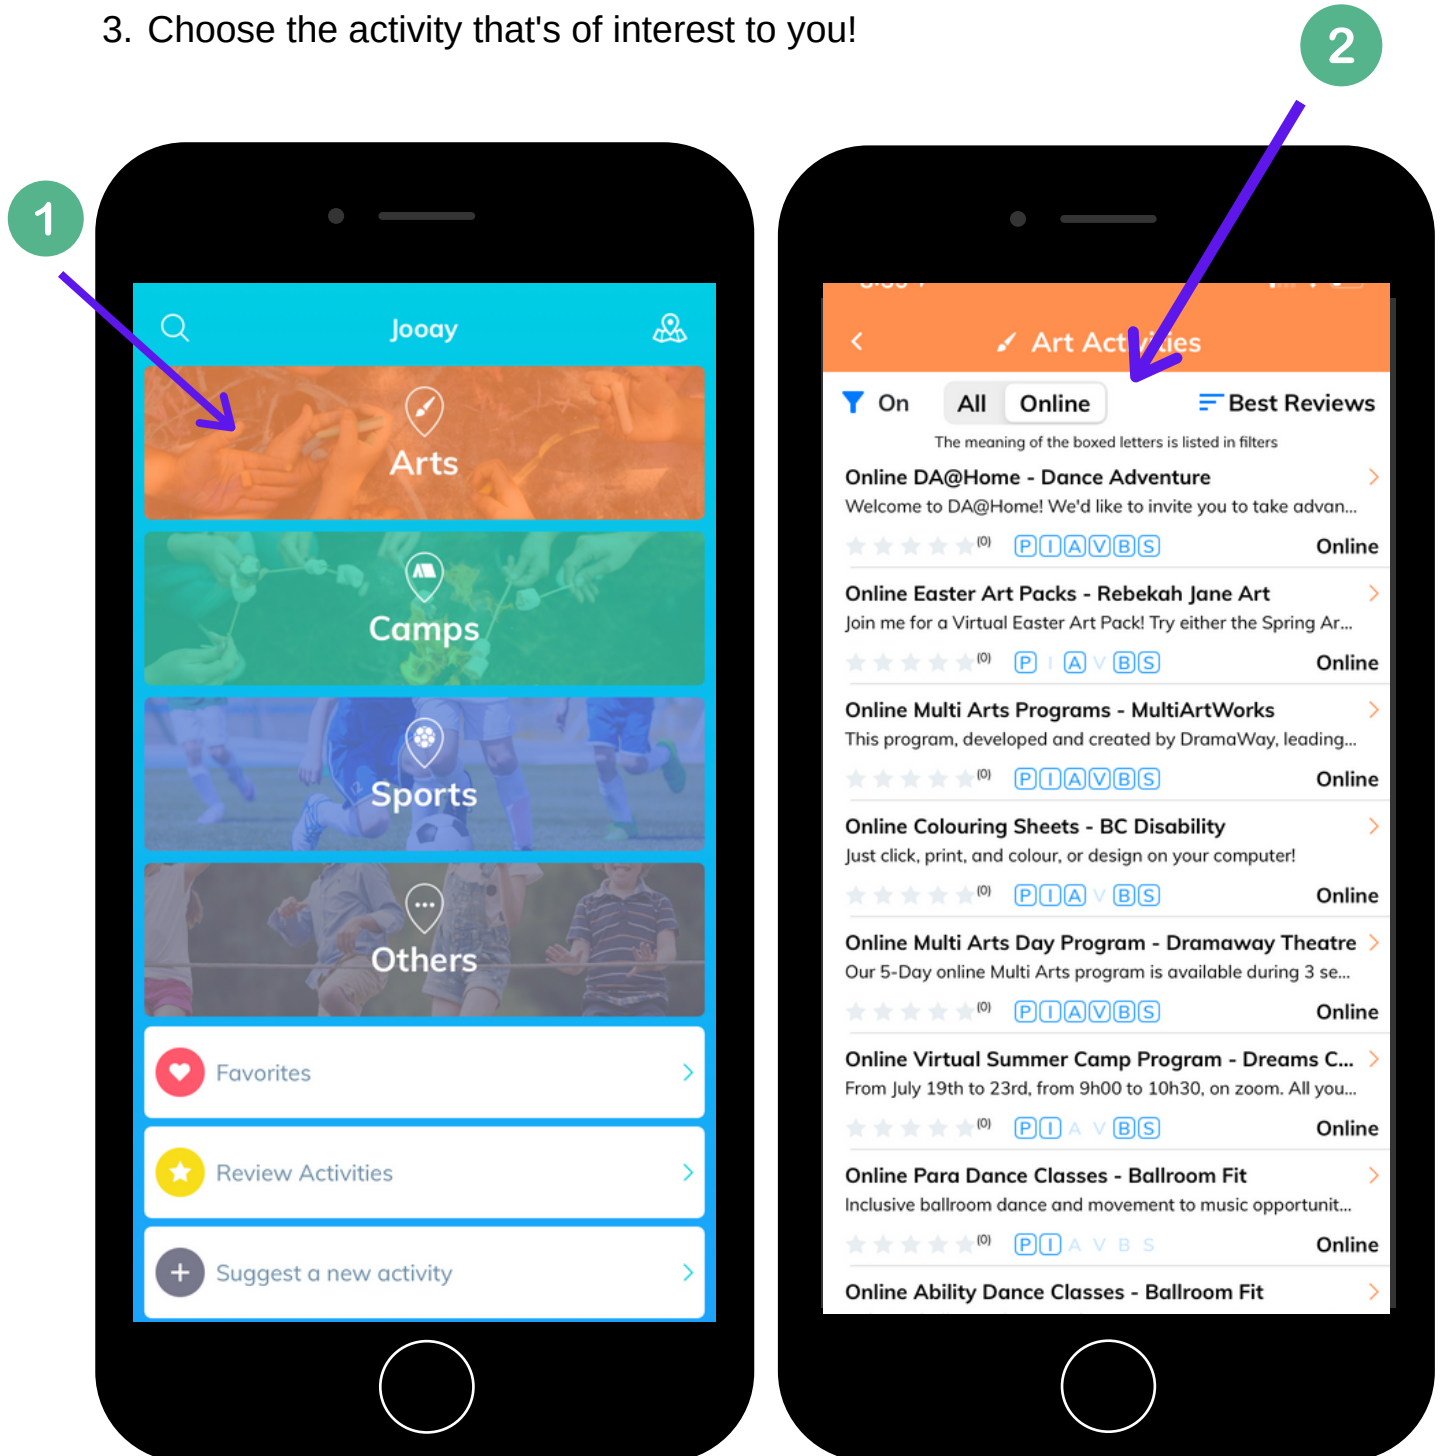 3. Choose the activity that's of interest to you!
2
1
Jooay
Arts
Camps
Sports
Others
Favorites
Review Activities
Suggest a new activity
Art Activities
On All Online Best Reviews
The meaning of the boxed letters is listed in filters
Online DA@Home - Dance Adventure
Welcome to DA@Home! We'd like to invite you to take advan...
(0) P I A V B S Online
Online Easter Art Packs - Rebekah Jane Art
Join me for a Virtual Easter Art Pack! Try either the Spring Ar...
(0) P I A V B S Online
Online Multi Arts Programs - MultiArtWorks
This program, developed and created by DramaWay, leading...
(0) P I A V B S Online
Online Colouring Sheets - BC Disability
Just click, print, and colour, or design on your computer!
(0) P I A V B S Online
Online Multi Arts Day Program - Dramaway Theatre
Our 5-Day online Multi Arts program is available during 3 se...
(0) P I A V B S Online
Online Virtual Summer Camp Program - Dreams C...
From July 19th to 23rd, from 9h00 to 10h30, on zoom. All you...
(0) P I A V B S Online
Online Para Dance Classes - Ballroom Fit
Inclusive ballroom dance and movement to music opportunit...
(0) P I A V B S Online
Online Ability Dance Classes - Ballroom Fit